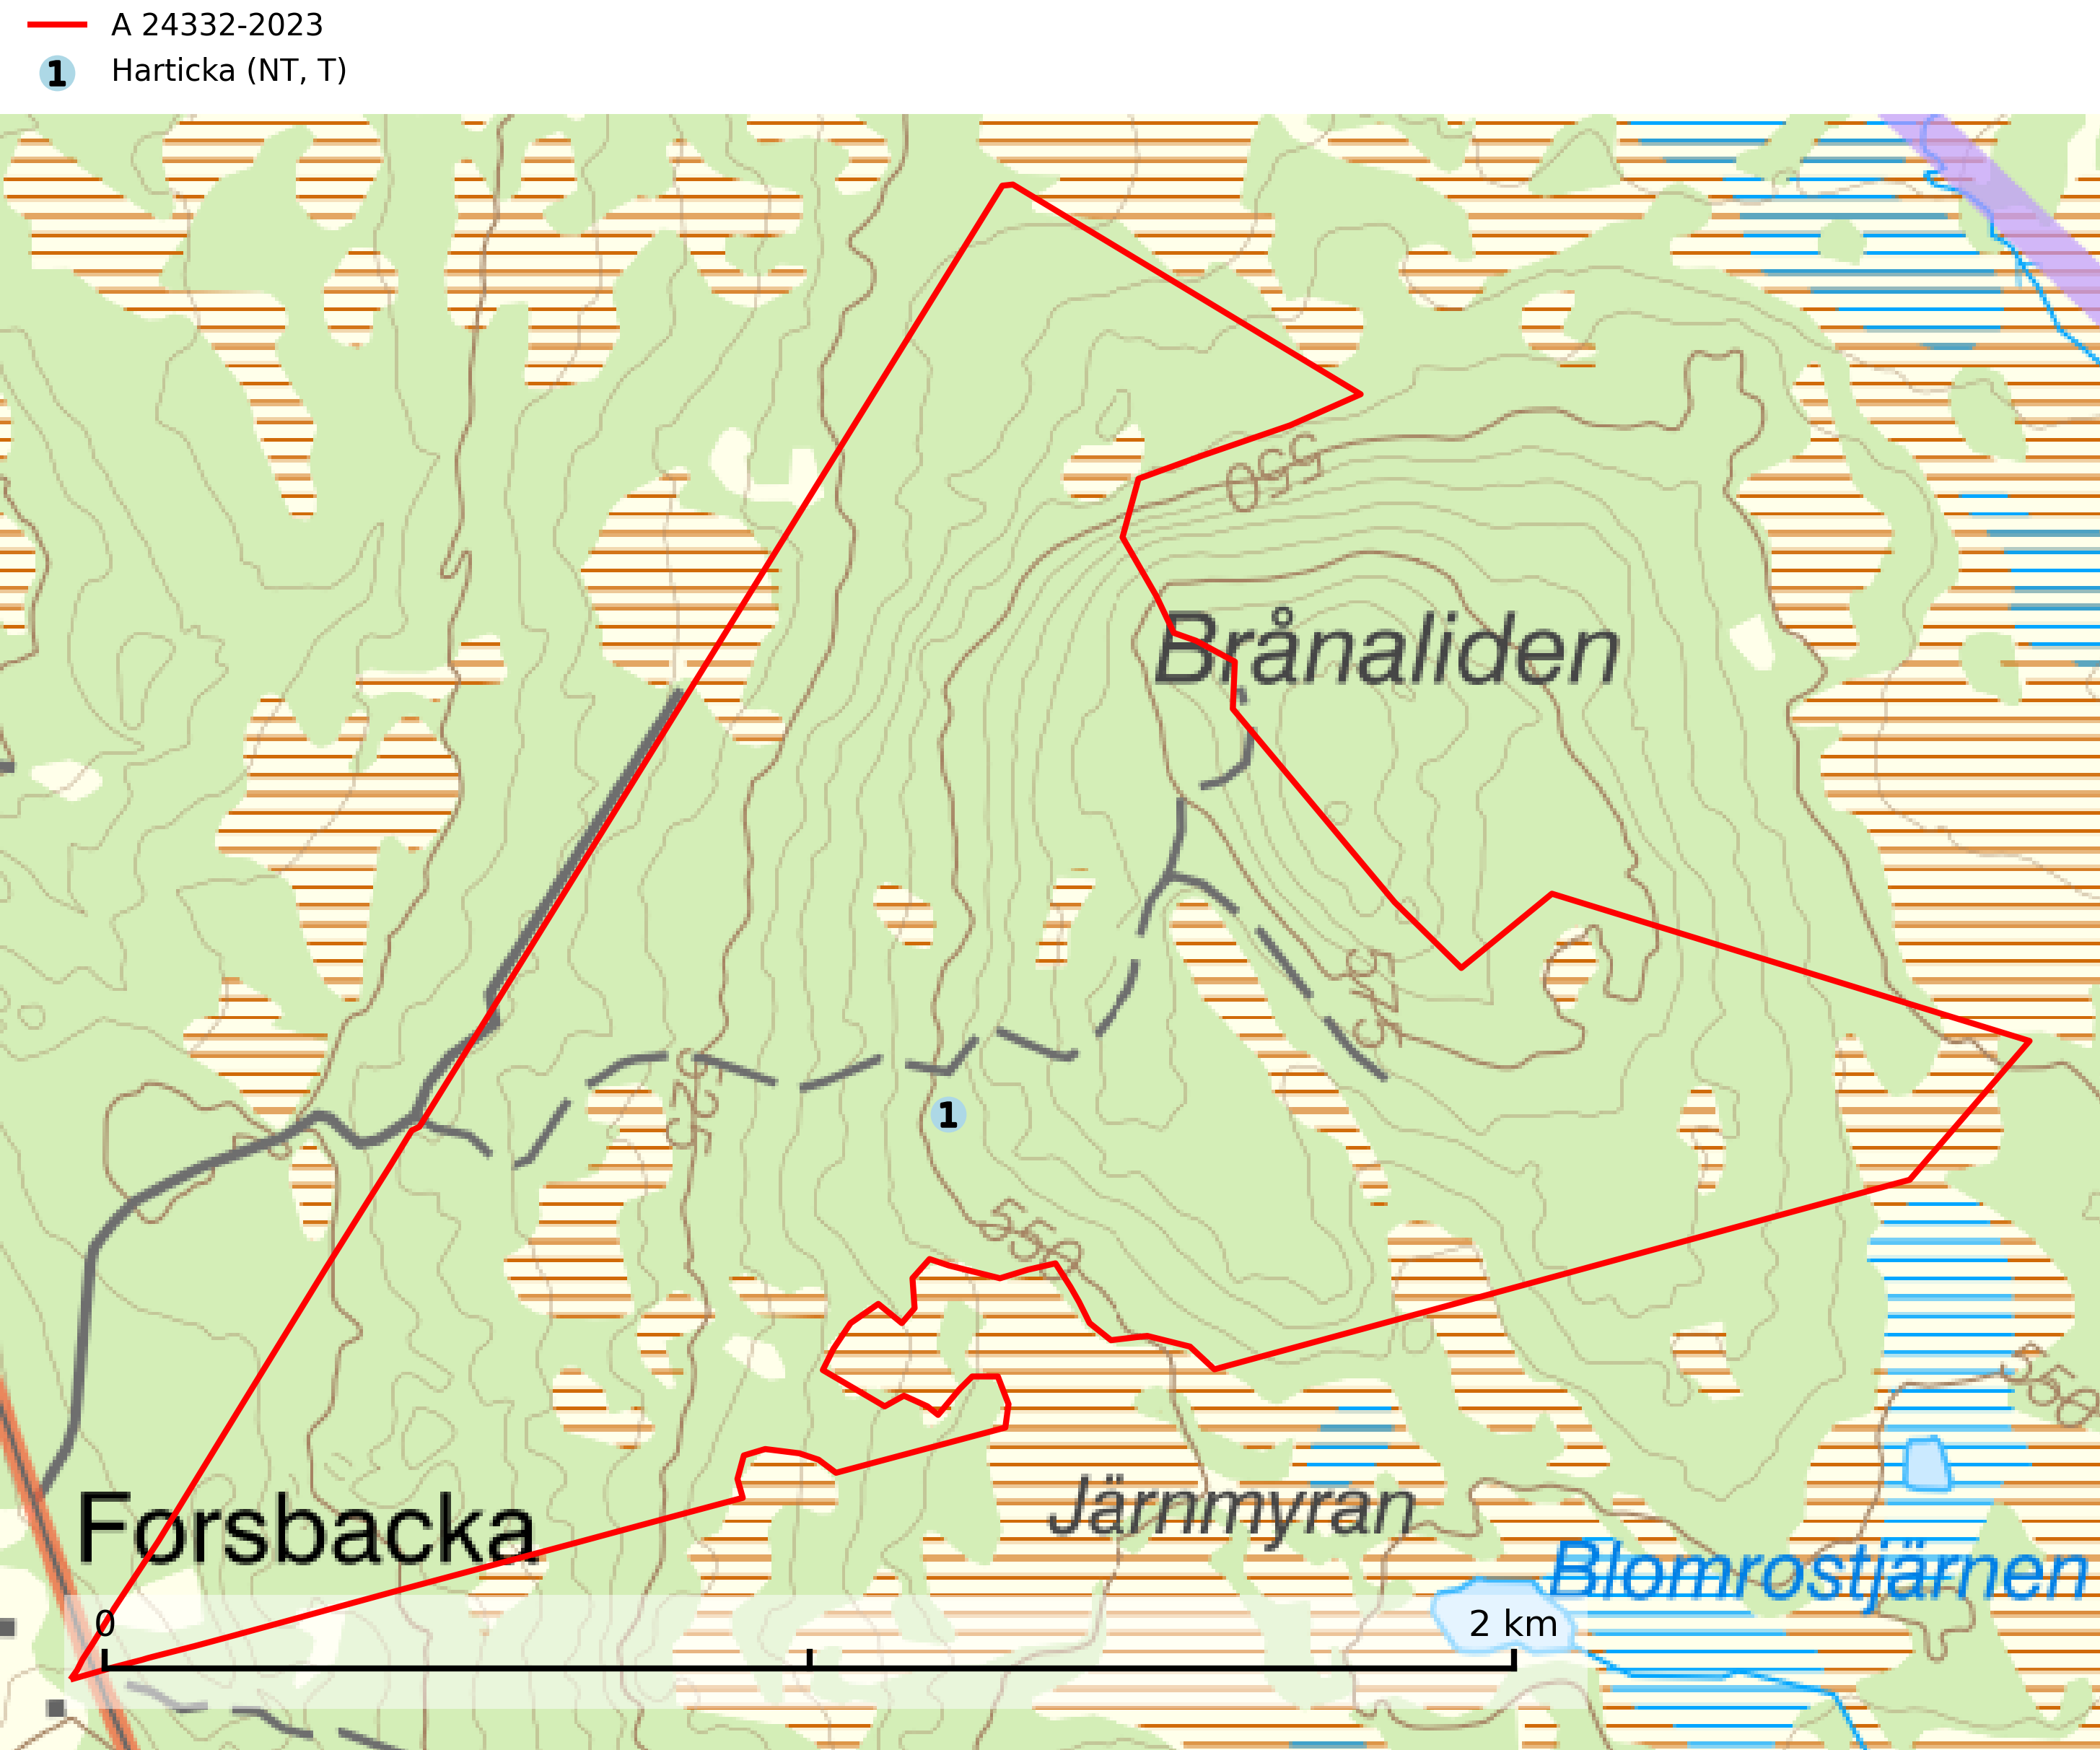 A 24332-2023
1 Harticka (NT, T)
550
Brånaliden
575
525
1
550
550
Forsbacka
Järnmyran
Blomrostjärnen
0 2 km